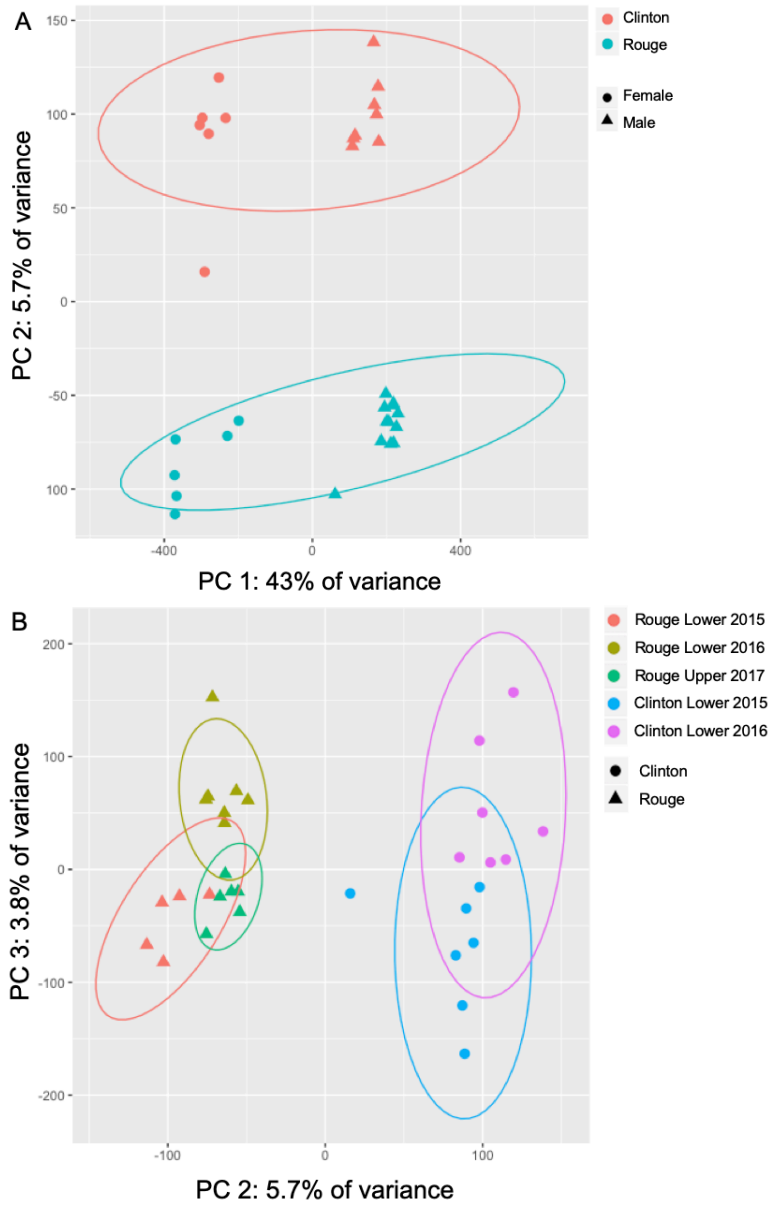 A
Clinton
Rouge
Female
Male
150
100
50
0
-50
100
-400
0
400
PC 2: 5.7% of variance
PC 1: 43% of variance
B
Rouge Lower 2015
Rouge Lower 2016
Rouge Upper 2017
Clinton Lower 2015
Clinton Lower 2016
Clinton
Rouge
200
100
0
-100
-200
-100
0
100
PC 3: 3.8% of variance
PC 2: 5.7% of variance